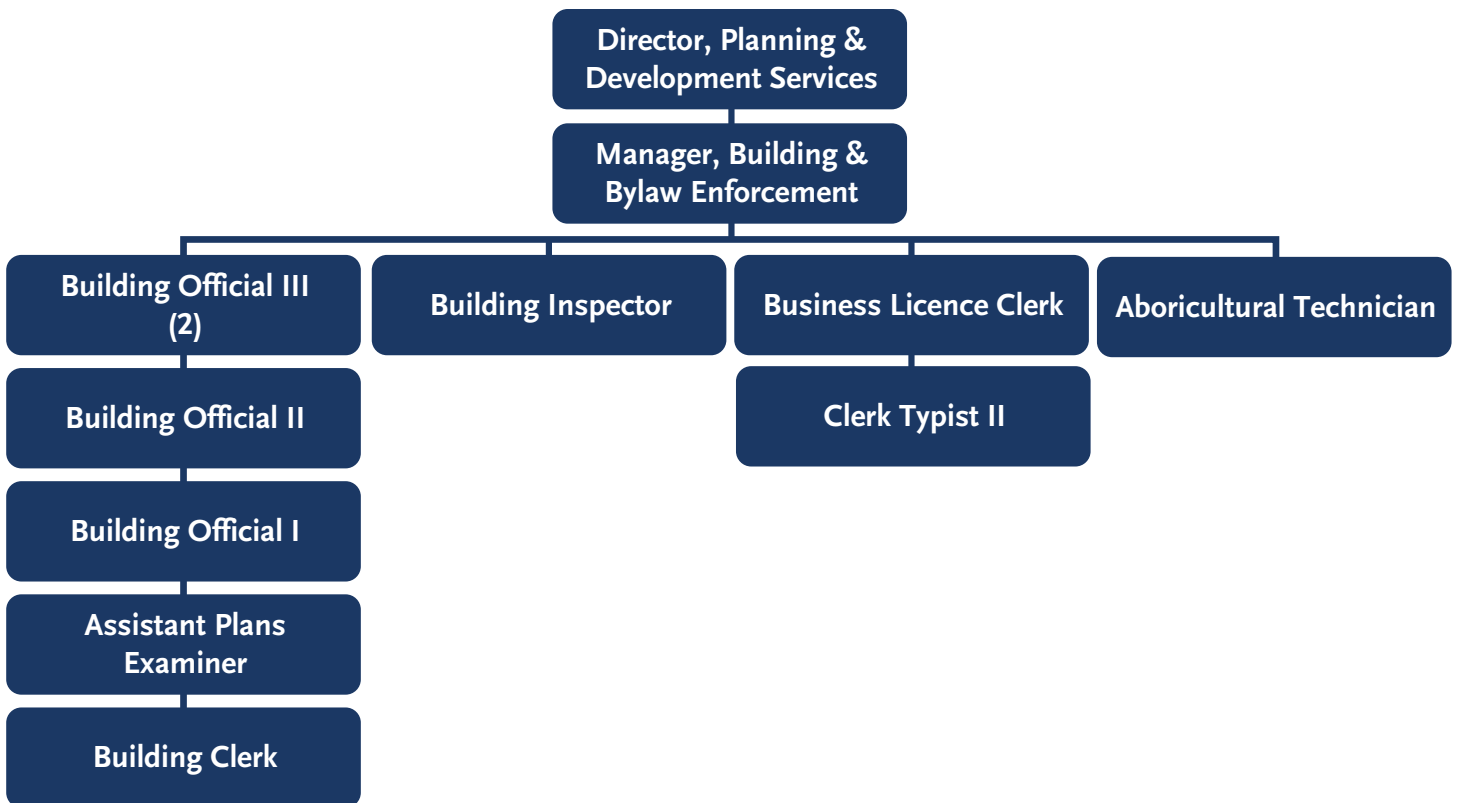 Director, Planning &
Development Services
Manager, Building &
Bylaw Enforcement
Building Official III
(2)
Building Inspector
Business Licence Clerk
Aboricultural Technician
Building Official II
Clerk Typist II
Building Official I
Assistant Plans
Examiner
Building Clerk